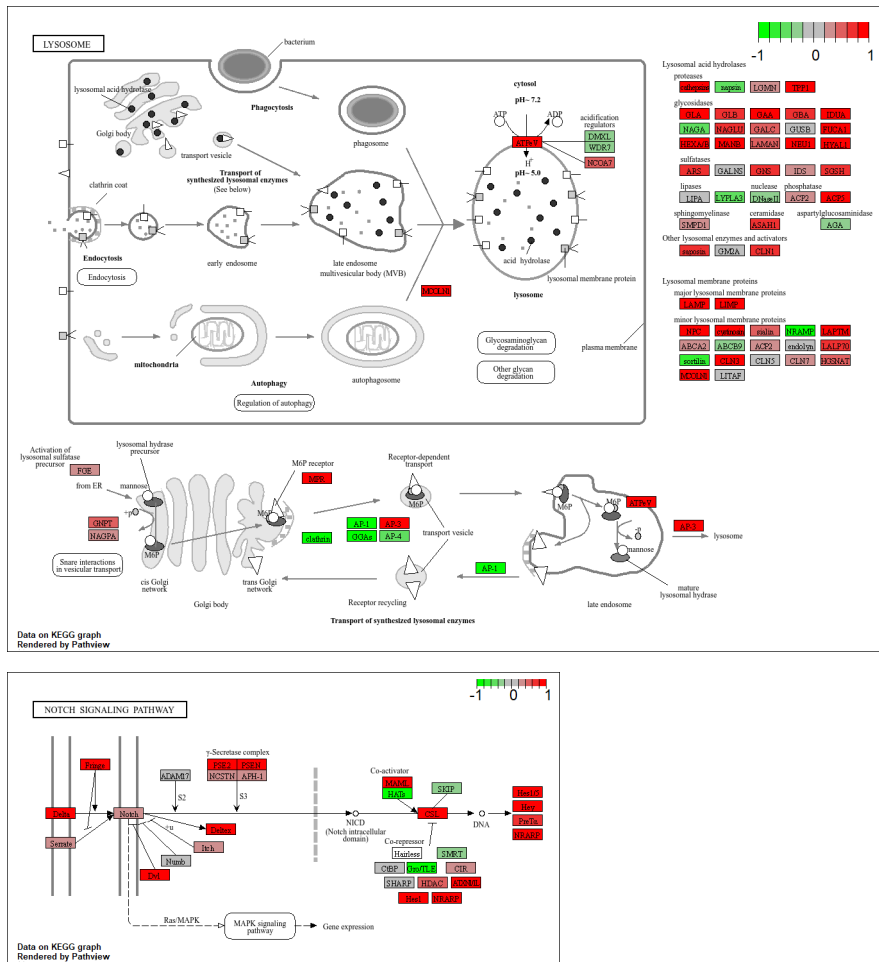 LYSOSOME
bacterium
-1 0 1
lysosomal acid hydrolase
Golbi body
Phagocytosis
phagosome
transport vesicle
Transport of
synthesized lysosomal enzymes
(See below)
clathrin coat
Endocytosis
Endocytosis
early endosome
late endosome
multivesicular body (MVB)
cytosol
pH~ 7.2
ATP
ADP
ATPeV
H
pH~ 5.0
acidification
regulators
DMXL
WDR7
NCOA7
acid hydrolase
lysosomal membrane protein
lysosome
MCOLN1
mitochondria
Autophagy
autophagosome
Regulation of autophagy
Glycosaminoglycan
degradation
Other glycan
degradation
plasma membrane
Lysosomal acid hydrolases
proteases
cathepsin napsin LGMN TPP1
glycosidases
GLA GLB GAA GBA IDUA
NAGA NAGLU GALC GUSB FUCA1
HEXA/B MANB LAMAN NEU1 HYAL1
sulfatases
ARS GALNS GNS IDS SGSH
lipases nuclease phosphatase
LIPA LYPLA3 DNaseII ACP2 ACP5
sphingomyelinase ceramidase aspartylglucosaminidase
SMPD1 ASAH1 AGA
Other lysosomal enzymes and activators
saposin GM2A CLN1
Lysosomal membrane proteins
major lysosomal membrane proteins
LAMP LIMP
minor lysosomal membrane proteins
NPC cystinosin sialin NRAMP LAPTM
ABCA2 ABCB9 ACP2 endolyn LALP70
sortilin CLN3 CLN5 CLN7 HGSNAT
MCOLN1 LITAF
Activation of
lysosomal sulfatase
precursor
FGE
lysosomal hydrase
precursor
from ER
mannose
+p
GNPT
NAGPA
M6P
Snare interactions
in vesicular transport
cis Golgi
network
Golgi body
trans Golgi
network
M6P receptor
MPR
M6P
clathrin
AP-1 AP-3
GGAs AP-4
Receptor-dependent
transport
M6P
transport vesicle
Receptor recycling
Transport of synthesized lysosomal enzymes
AP-1
M6P
M6P
ATPeV
-p
mannose
AP-3
lysosome
mature
lysosomal hydrase
late endosome
Data on KEGG graph
Rendered by Pathview
NOTCH SIGNALING PATHWAY
-1 0 1
Fringe
Delta
Serrate
Notch
ADAM17
S2
γ-Secretase complex
PSE2 PSEN
NCSTN APH-1
S3
+u
Deltex
Itch
Numb
Dvl
NICD
(Notch intracellular
domain)
Co-activator
MAML
HATs
SKIP
CSL
DNA
Hes1/5
Hey
PreTα
NRARP
Co-repressor
Hairless SMRT
CtBP Gro/TLE CIR
SHARP HDAC ATXN1L
Hes1 NRARP
Ras/MAPK
MAPK signaling
pathway
Gene expression
Data on KEGG graph
Rendered by Pathview